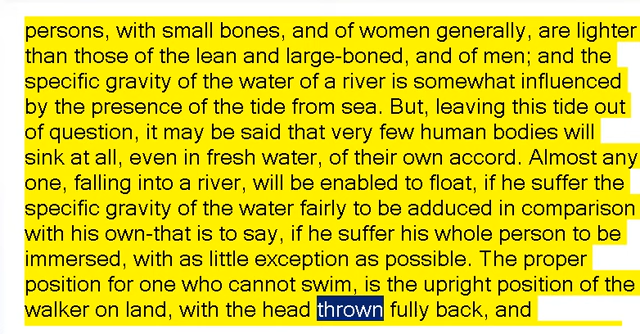 persons, with small bones, and of women generally, are lighter
than those of the lean and large-boned, and of men; and the
specific gravity of the water of a river is somewhat influenced
by the presence of the tide from sea. But, leaving this tide out
of question, it may be said that very few human bodies will
sink at all, even in fresh water, of their own accord. Almost any
one, falling into a river, will be enabled to float, if he suffer the
specific gravity of the water fairly to be adduced in comparison
with his own-that is to say, if he suffer his whole person to be
immersed, with as little exception as possible. The proper
position for one who cannot swim, is the upright position of the
walker on land, with the head thrown fully back, and